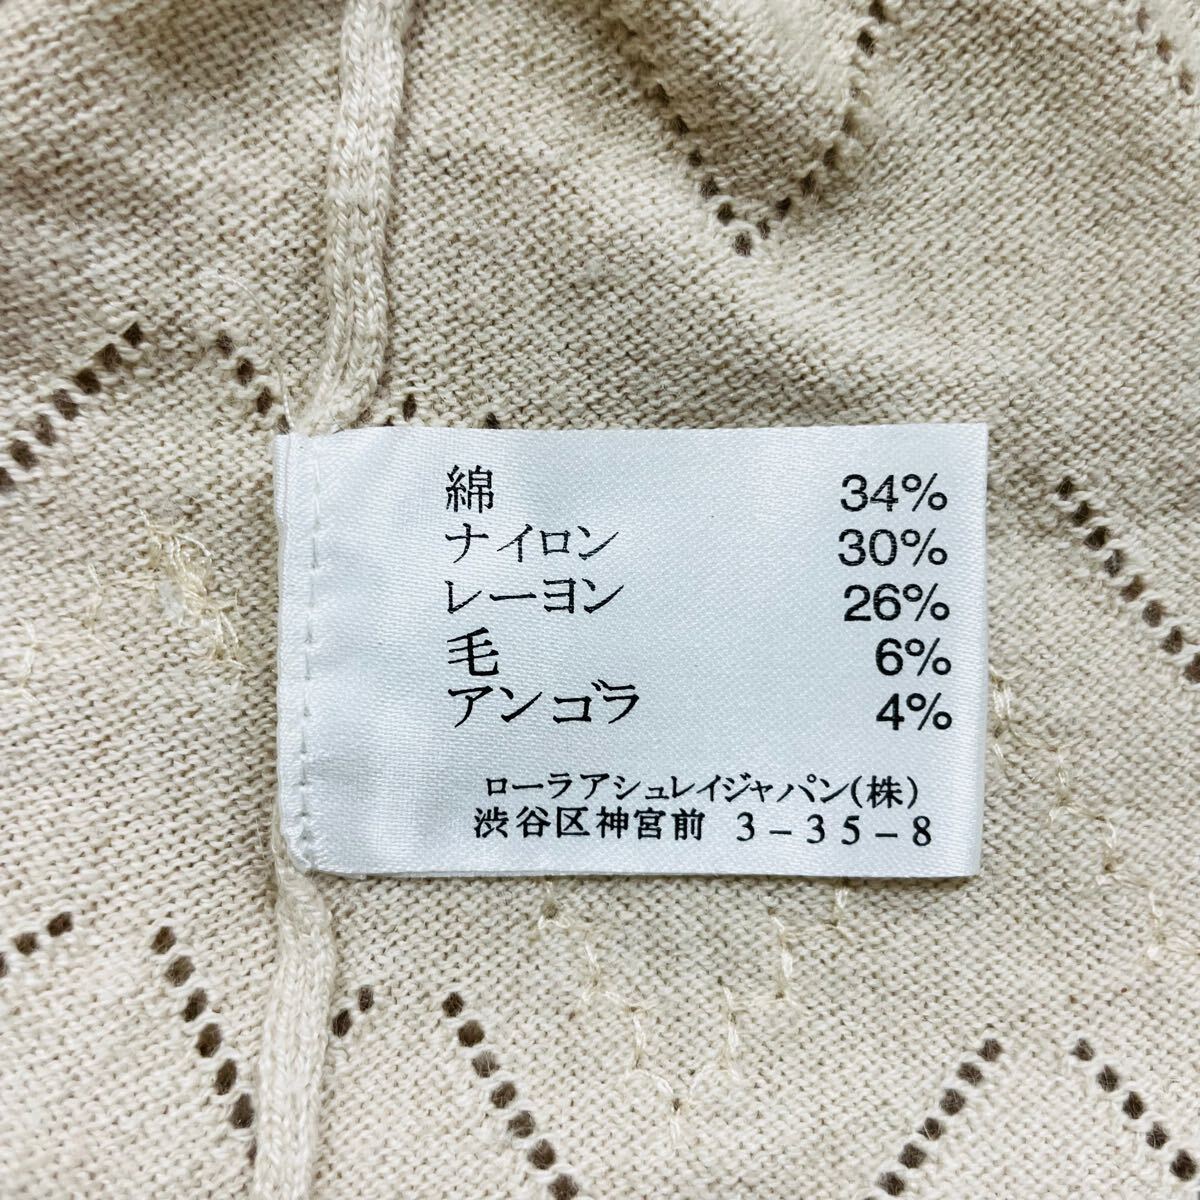 綿 34%
ナイロン 30%
レーヨン 26%
毛 6%
アンゴラ 4%
ローラアシュレイジャパン(株)
渋谷区神宮前 3-35-8